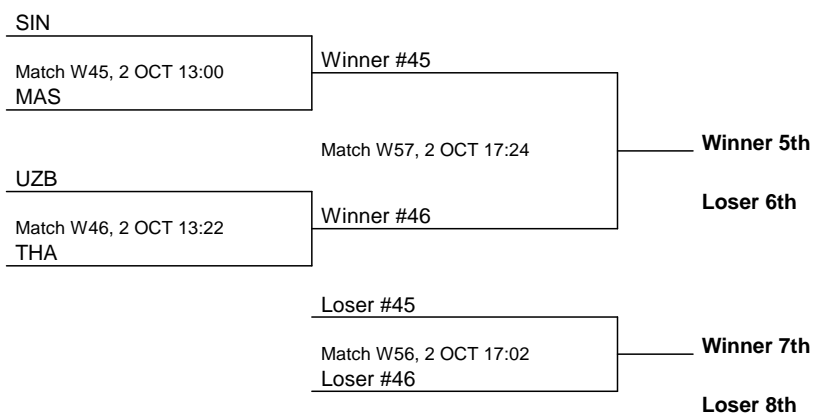 SIN
Match W45, 2 OCT 13:00
MAS
Winner #45
Match W57, 2 OCT 17:24
Winner 5th
Loser 6th
UZB
Match W46, 2 OCT 13:22
THA
Winner #46
Loser #45
Match W56, 2 OCT 17:02
Loser #46
Winner 7th
Loser 8th